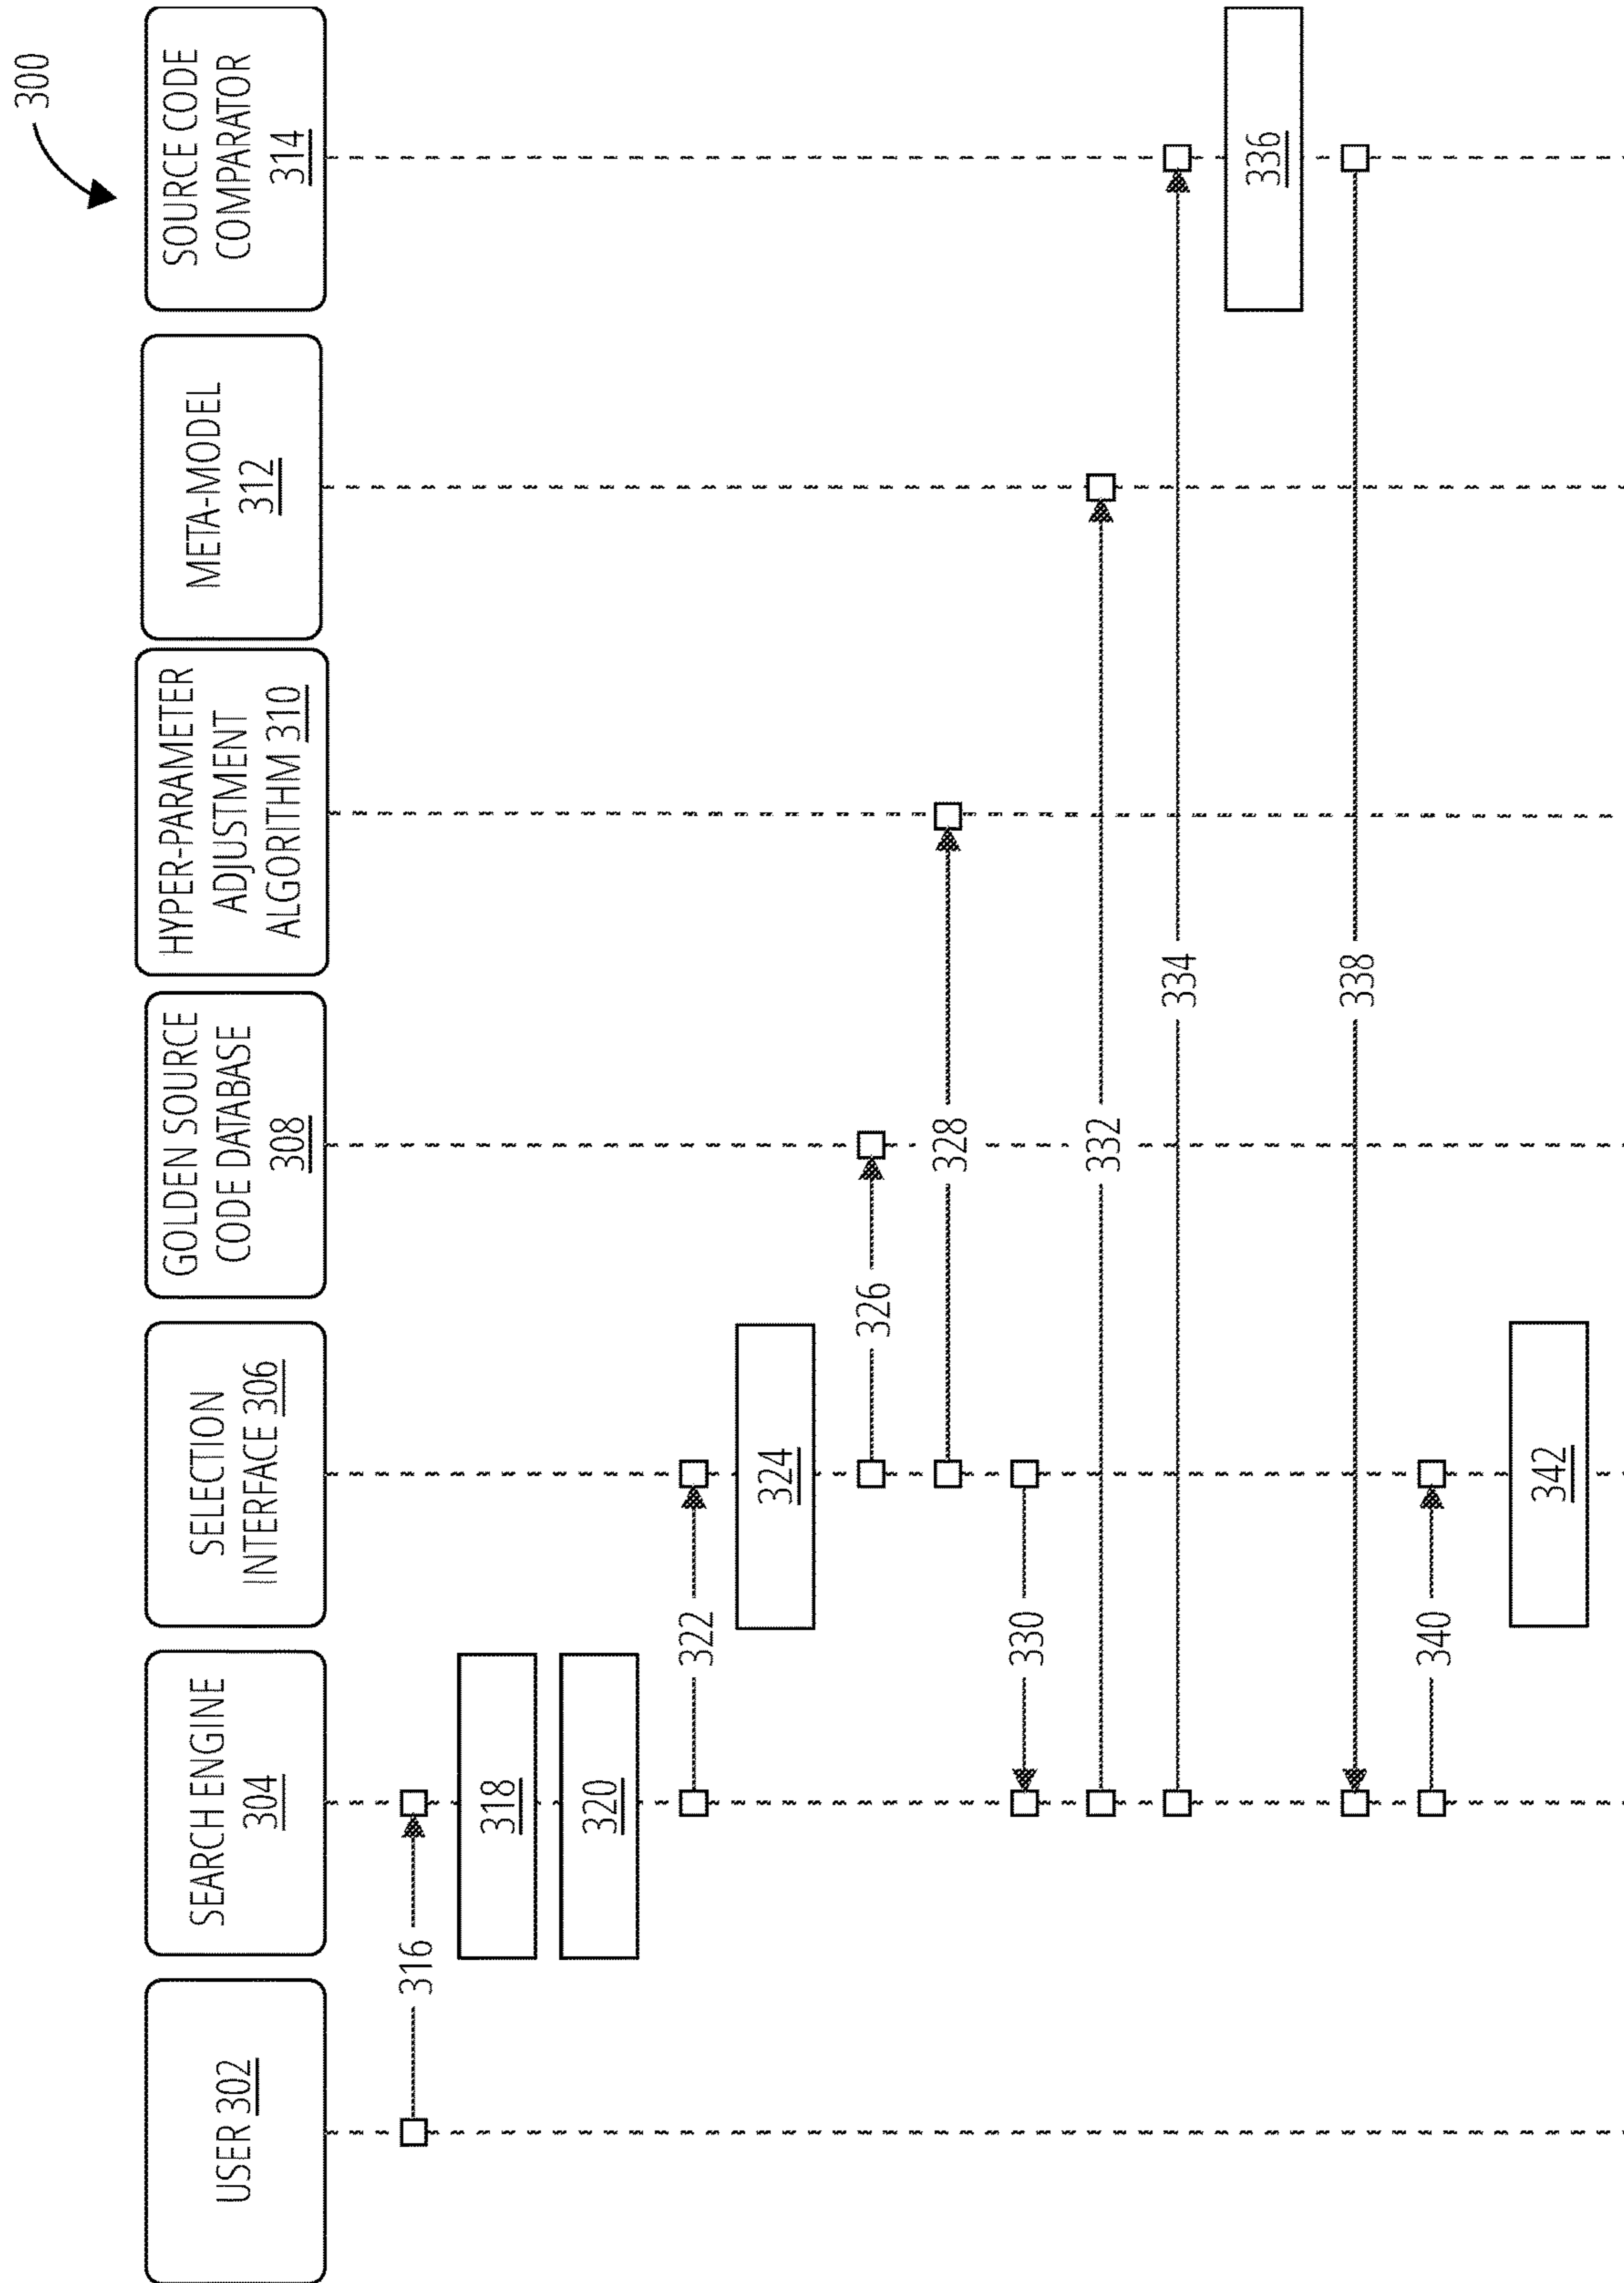 300
USER 302
SEARCH ENGINE
304
SELECTION
INTERFACE 306
GOLDEN SOURCE
CODE DATABASE
308
HYPER-PARAMETER
ADJUSTMENT
ALGORITHM 310
META-MODEL
312
SOURCE CODE
COMPARATOR
314
316
318
320
322
324
326
328
330
332
334
336
338
340
342